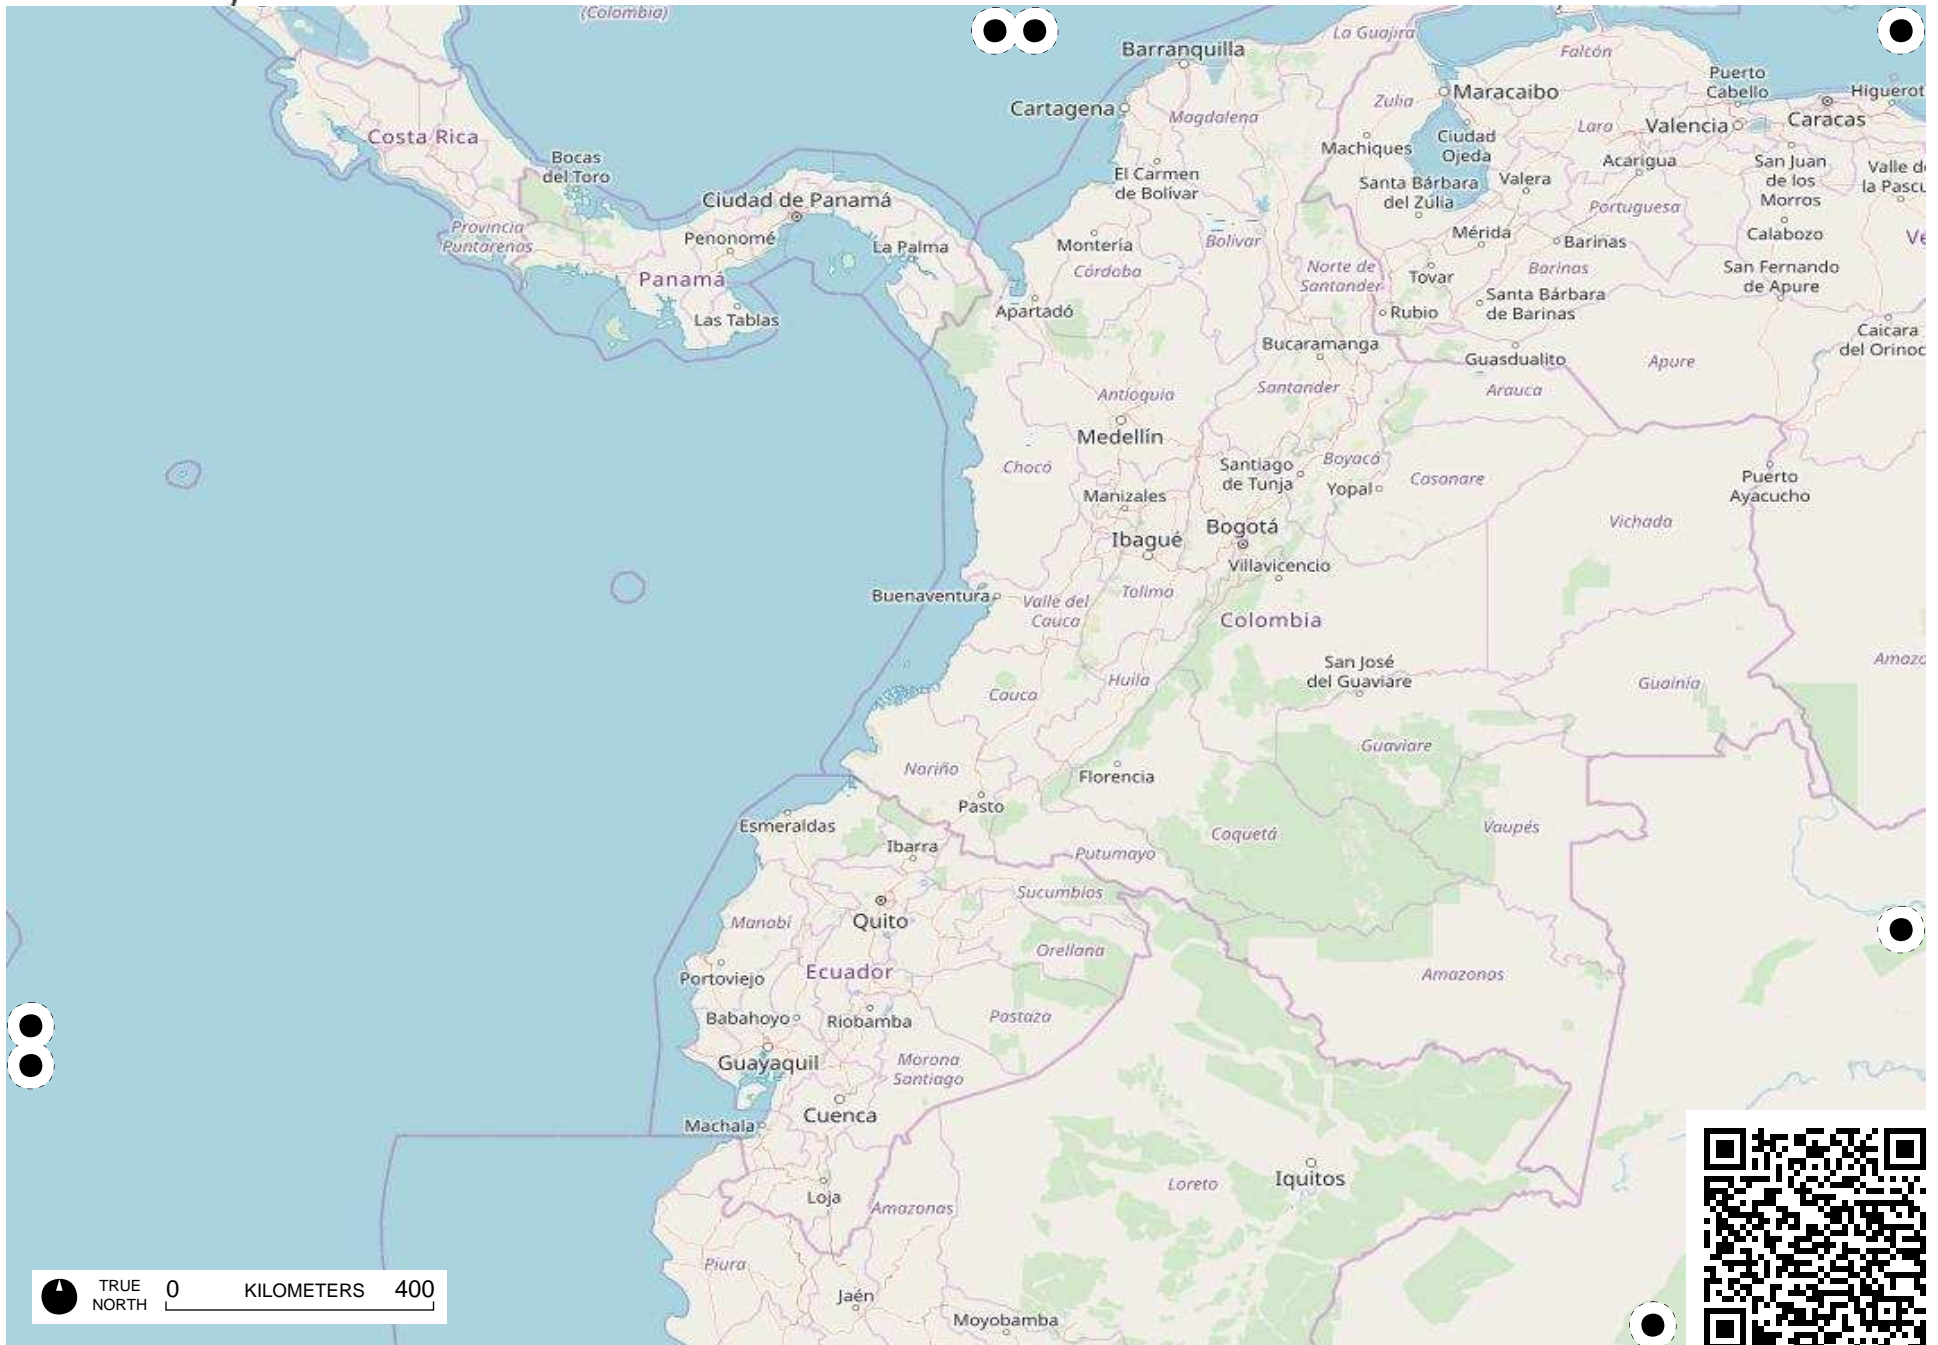 (Colombia)
La Guajira
Barranquilla
Falcón
Puerto
Cabello
Maracaibo
Higuerot
Zulia
Cartagena
Magdalena
Caracas
Valencia
Lara
Costa Rica
Ciudad
Ojeda
Machiques
Acarigua
San Juan
de los
Morros
Valle de
la Pascu
Bocas
del Toro
El Carmen
de Bolívar
Santa Bárbara
del Zulia
Valera
Ciudad de Panamá
Portuguesa
Provincia
Puntarenas
Penonomé
La Palma
Montería
Bolívar
Mérida
Barinas
Calabozo
Ve
Panamá
Córdoba
Norte de
Santander
Tovar
Barinas
San Fernando
de Apure
Las Tablas
Apartadó
Rubio
Santa Bárbara
de Barinas
Caicara
del Orinoc
Bucaramanga
Guasdualito
Apure
Antioquia
Santander
Arauca
Medellín
Chocó
Santiago
de Tunja
Boyacá
Yopal
Casanare
Puerto
Ayacucho
Manizales
Bogotá
Vichada
Ibagué
Villavicencio
Buenaventura
Valle del
Cauca
Tolima
Colombia
San José
del Guaviare
Amazo
Cauca
Huila
Guainía
Guaviare
Nariño
Florencia
Pasto
Esmeraldas
Ibarra
Putumayo
Caquetá
Vaupés
Sucumbíos
Manabí
Quito
Orellana
Portoviejo
Ecuador
Amazonas
Babahoyo
Riobamba
Pastaza
Guayaquil
Morona
Santiago
Cuenca
Machala
Loja
Amazonas
Loreto
Iquitos
Piura
Jaén
Moyobamba
TRUE
NORTH
0 KILOMETERS 400